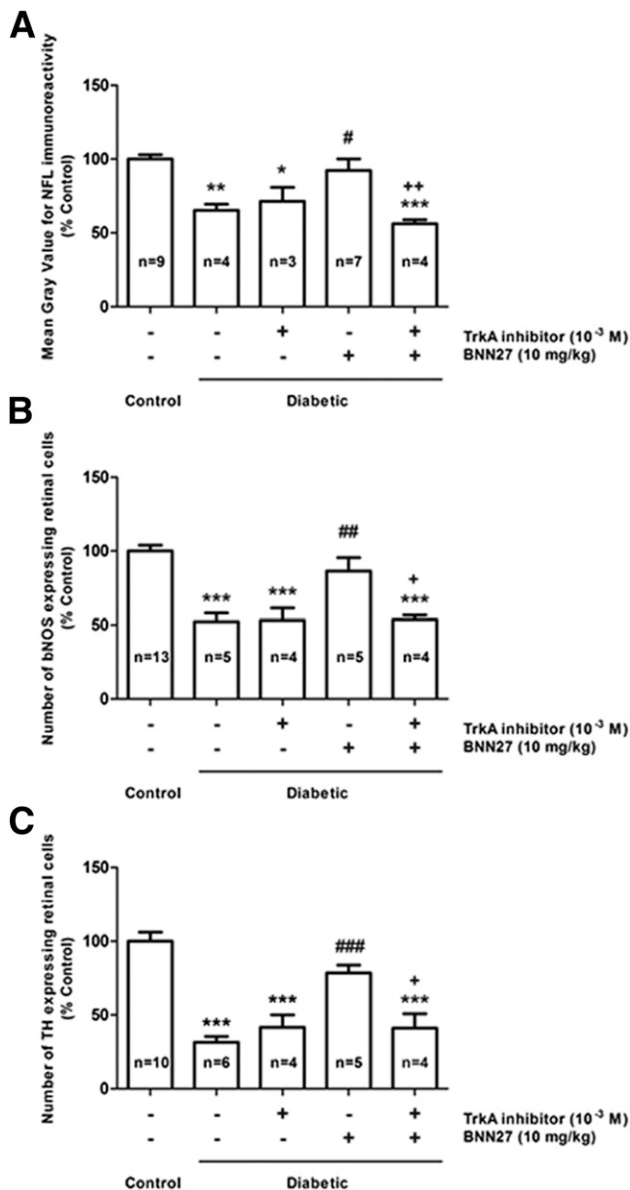 A
Mean Gray Value for NFL immunoreactivity
(% Control)
150
100
50
0
** * # ++
***
n=9 n=4 n=3 n=7 n=4
- - + - + TrkA inhibitor (10⁻³ M)
- - - + + BNN27 (10 mg/kg)
Control Diabetic
B
Number of bNOS expressing retinal cells
(% Control)
150
100
50
0
*** *** ## +
***
n=13 n=5 n=4 n=5 n=4
- - + - + TrkA inhibitor (10⁻³ M)
- - - + + BNN27 (10 mg/kg)
Control Diabetic
C
Number of TH expressing retinal cells
(% Control)
150
100
50
0
*** *** ### +
***
n=10 n=6 n=4 n=5 n=4
- - + - + TrkA inhibitor (10⁻³ M)
- - - + + BNN27 (10 mg/kg)
Control Diabetic